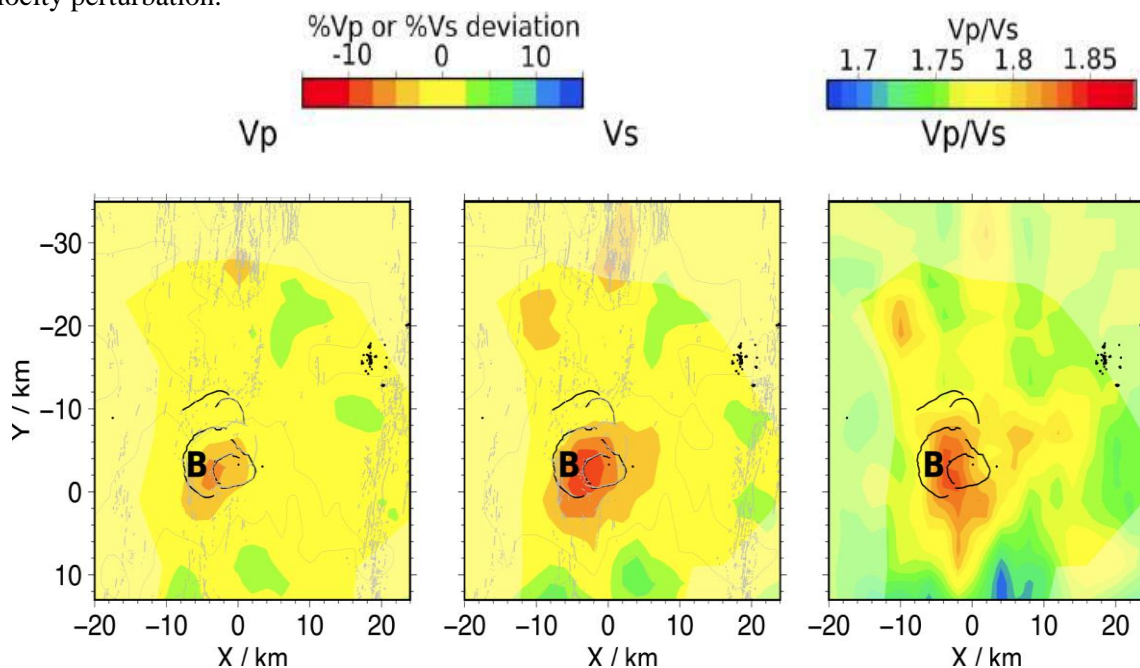 ocity perturbation.
%Vp or %Vs deviation
-10 0 10
Vp/Vs
1.7 1.75 1.8 1.85
Vp Vs Vp/Vs
Y / km
−30
−20
−10
0
10
B B B
−20 −10 0 10 20 −20 −10 0 10 20 −20 −10 0 10 20
X / km X / km X / km